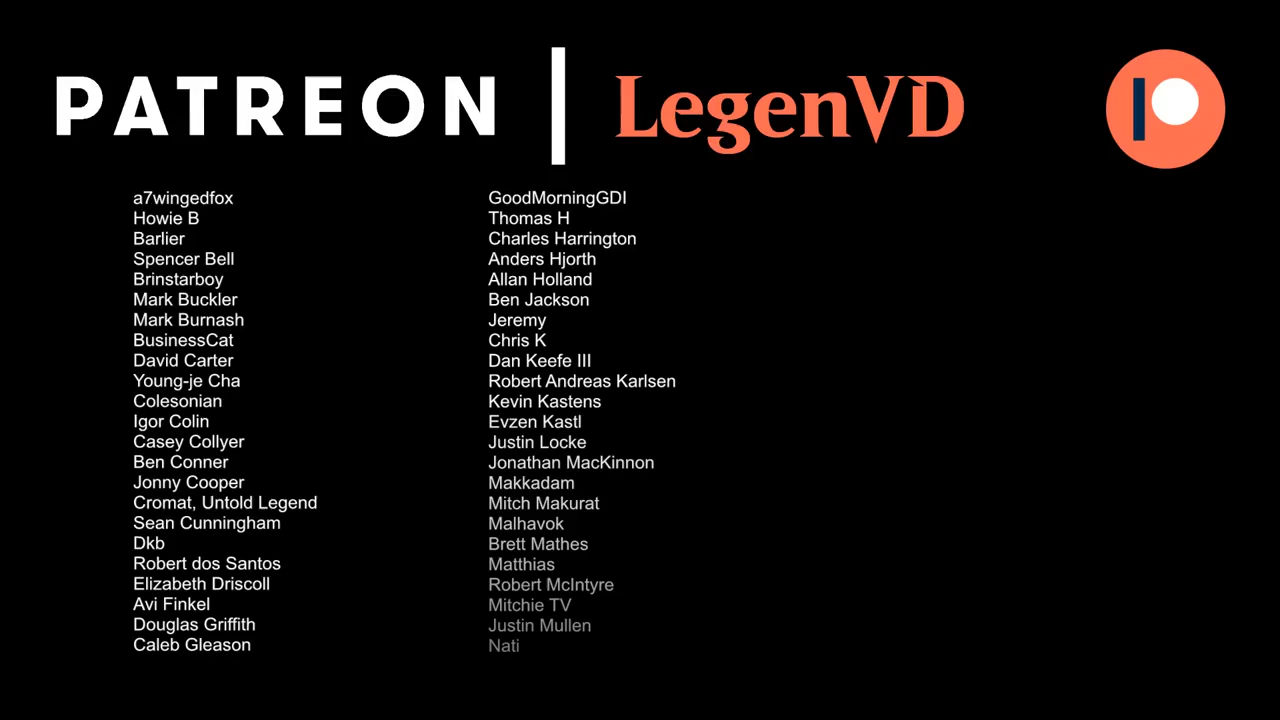 PATREON | LegenVD
a7wingedfox
Howie B
Barlier
Spencer Bell
Brinstarboy
Mark Buckler
Mark Burnash
BusinessCat
David Carter
Young-je Cha
Colesonian
Igor Colin
Casey Collyer
Ben Conner
Jonny Cooper
Cromat, Untold Legend
Sean Cunningham
Dkb
Robert dos Santos
Elizabeth Driscoll
Avi Finkel
Douglas Griffith
Caleb Gleason
GoodMorningGDI
Thomas H
Charles Harrington
Anders Hjorth
Allan Holland
Ben Jackson
Jeremy
Chris K
Dan Keefe III
Robert Andreas Karlsen
Kevin Kastens
Evzen Kastl
Justin Locke
Jonathan MacKinnon
Makkadam
Mitch Makurat
Malhavok
Brett Mathes
Matthias
Robert McIntyre
Mitchie TV
Justin Mullen
Nati